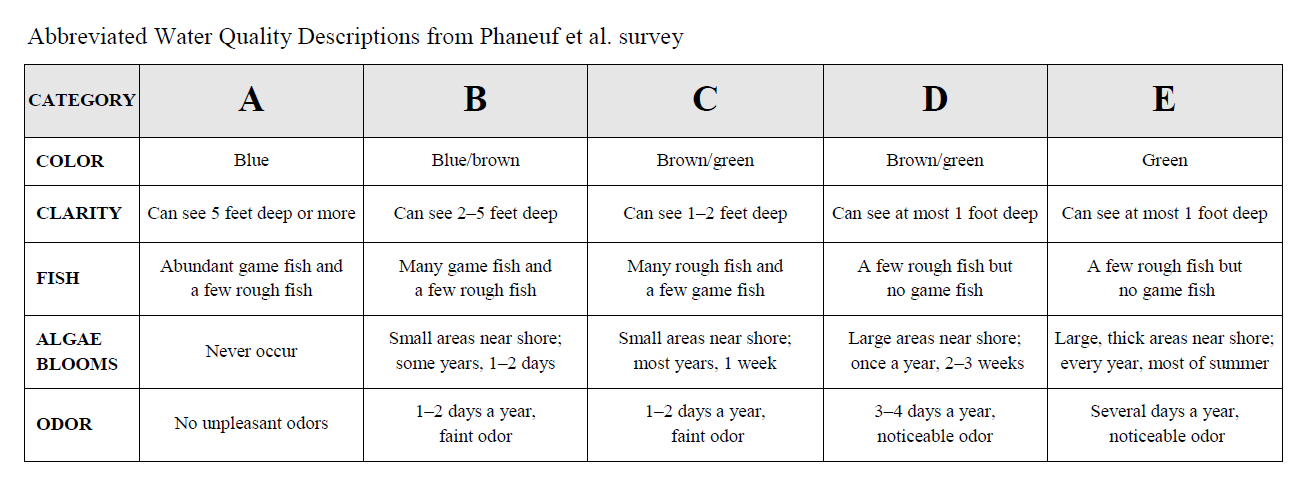 Abbreviated Water Quality Descriptions from Phaneuf et al. survey
CATEGORY A B C D E
COLOR Blue Blue/brown Brown/green Brown/green Green
CLARITY Can see 5 feet deep or more Can see 2–5 feet deep Can see 1–2 feet deep Can see at most 1 foot deep Can see at most 1 foot deep
FISH
Abundant game fish and
a few rough fish
Many game fish and
a few rough fish
Many rough fish and
a few game fish
A few rough fish but
no game fish
A few rough fish but
no game fish
ALGAE
BLOOMS
Never occur
Small areas near shore;
some years, 1–2 days
Small areas near shore;
most years, 1 week
Large areas near shore;
once a year, 2–3 weeks
Large, thick areas near shore;
every year, most of summer
ODOR
No unpleasant odors
1–2 days a year,
faint odor
1–2 days a year,
faint odor
3–4 days a year,
noticeable odor
Several days a year,
noticeable odor